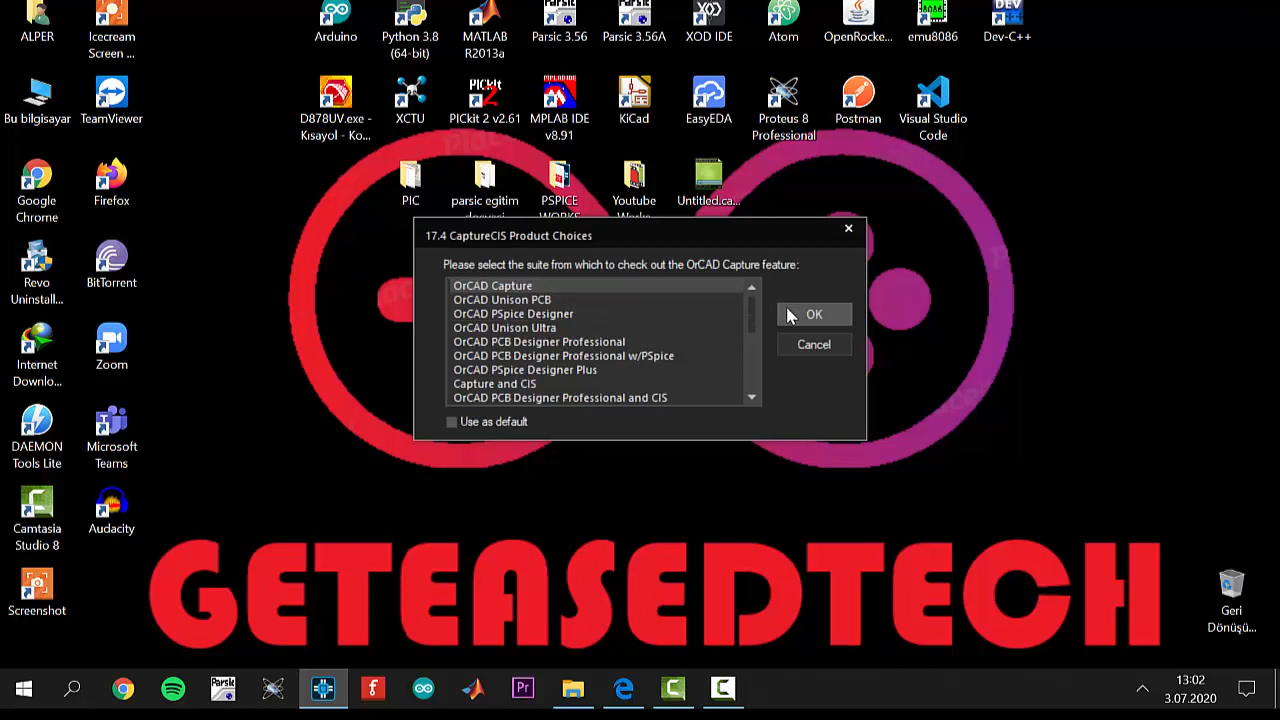 ALPER
Icecream
Screen ...
Arduino
Python 3.8
(64-bit)
MATLAB
R2013a
Parsic 3.56
Parsic 3.56A
XOD IDE
Atom
OpenRocke...
emu8086
DEV
Dev-C++
Bu bilgisayar
TeamViewer
D878UV.exe -
Kısayol - Ko...
XCTU
PICkit 2 v2.61
MPLAB IDE
v8.91
KiCad
EasyEDA
Proteus 8
Professional
Postman
Visual Studio
Code
Google
Chrome
Firefox
PIC
parsic egitim
PSPICE
Youtube
Untitled.ca...
Revo
Uninstall...
BitTorrent
Internet
Downlo...
Zoom
DAEMON
Tools Lite
Microsoft
Teams
Camtasia
Studio 8
Audacity
Screenshot
17.4 CaptureCIS Product Choices
Please select the suite from which to check out the OrCAD Capture feature:
OrCAD Capture
OrCAD Unison PCB
OrCAD PSpice Designer
OrCAD Unison Ultra
OrCAD PCB Designer Professional
OrCAD PCB Designer Professional w/PSpice
OrCAD PSpice Designer Plus
Capture and CIS
OrCAD PCB Designer Professional and CIS
OK
Cancel
Use as default
GETEASEDTECH
Geri
Dönüşü...
Parsic
Pr
13:02
3.07.2020